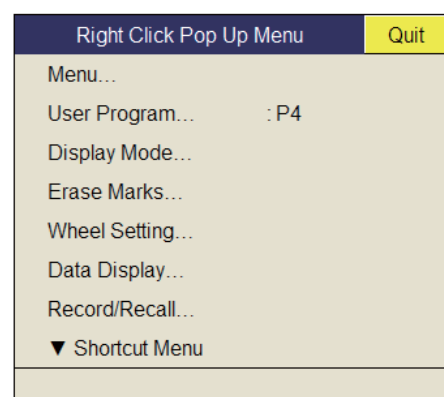 Right Click Pop Up Menu Quit
Menu...
User Program... : P4
Display Mode...
Erase Marks...
Wheel Setting...
Data Display...
Record/Recall...
▼ Shortcut Menu